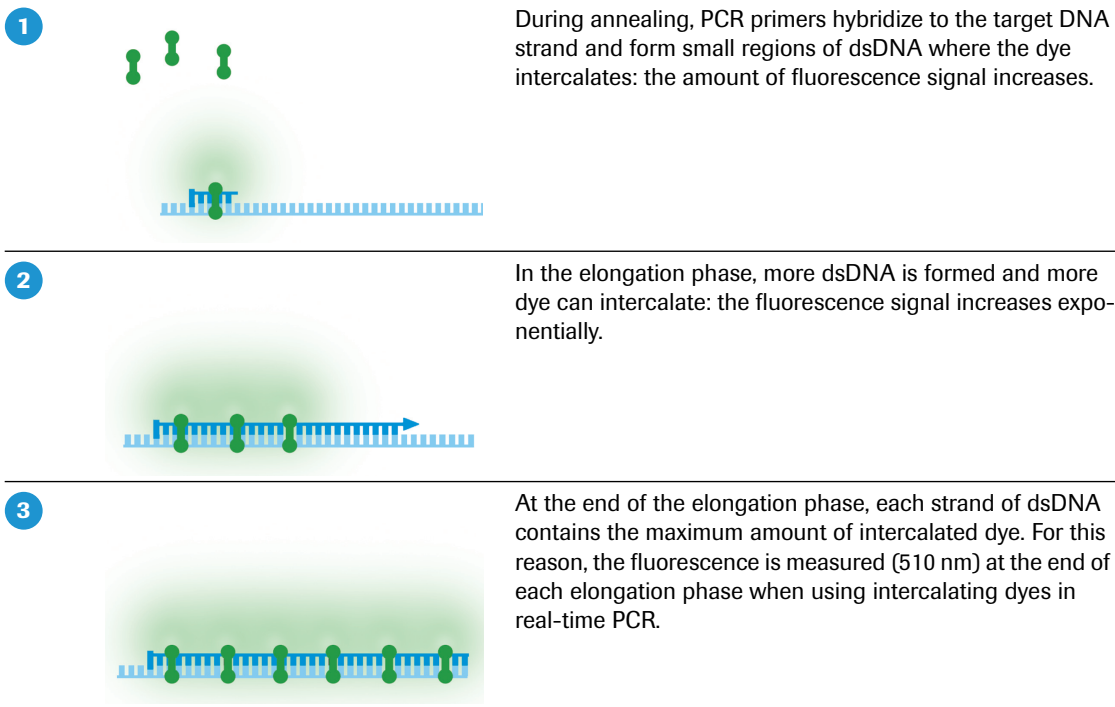 1
During annealing, PCR primers hybridize to the target DNA
strand and form small regions of dsDNA where the dye
intercalates: the amount of fluorescence signal increases.
2
In the elongation phase, more dsDNA is formed and more
dye can intercalate: the fluorescence signal increases expo-
nentially.
3
At the end of the elongation phase, each strand of dsDNA
contains the maximum amount of intercalated dye. For this
reason, the fluorescence is measured (510 nm) at the end of
each elongation phase when using intercalating dyes in
real-time PCR.